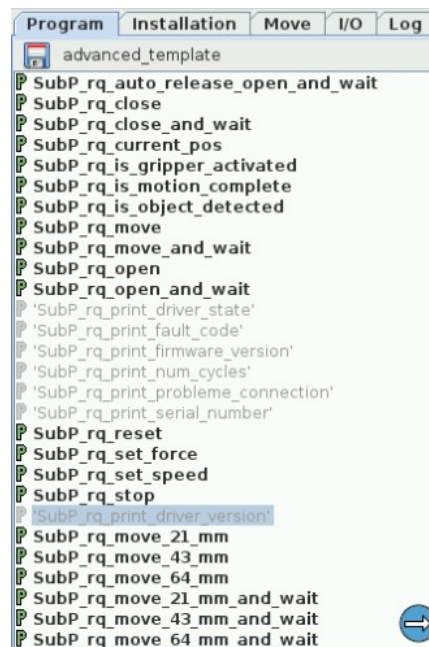 Program Installation Move I/O Log
advanced_template
SubP_rq_auto_release_open_and_wait
SubP_rq_close
SubP_rq_close_and_wait
SubP_rq_current_pos
SubP_rq_is_gripper_activated
SubP_rq_is_motion_complete
SubP_rq_is_object_detected
SubP_rq_move
SubP_rq_move_and_wait
SubP_rq_open
SubP_rq_open_and_wait
'SubP_rq_print_driver_state'
'SubP_rq_print_fault_code'
'SubP_rq_print_firmware_version'
'SubP_rq_print_num_cycles'
'SubP_rq_print_probleme_connection'
'SubP_rq_print_serial_number'
SubP_rq_reset
SubP_rq_set_force
SubP_rq_set_speed
SubP_rq_stop
'SubP_rq_print_driver_version'
SubP_rq_move_21_mm
SubP_rq_move_43_mm
SubP_rq_move_64_mm
SubP_rq_move_21_mm_and_wait
SubP_rq_move_43_mm_and_wait
SubP_rq_move_64_mm_and_wait